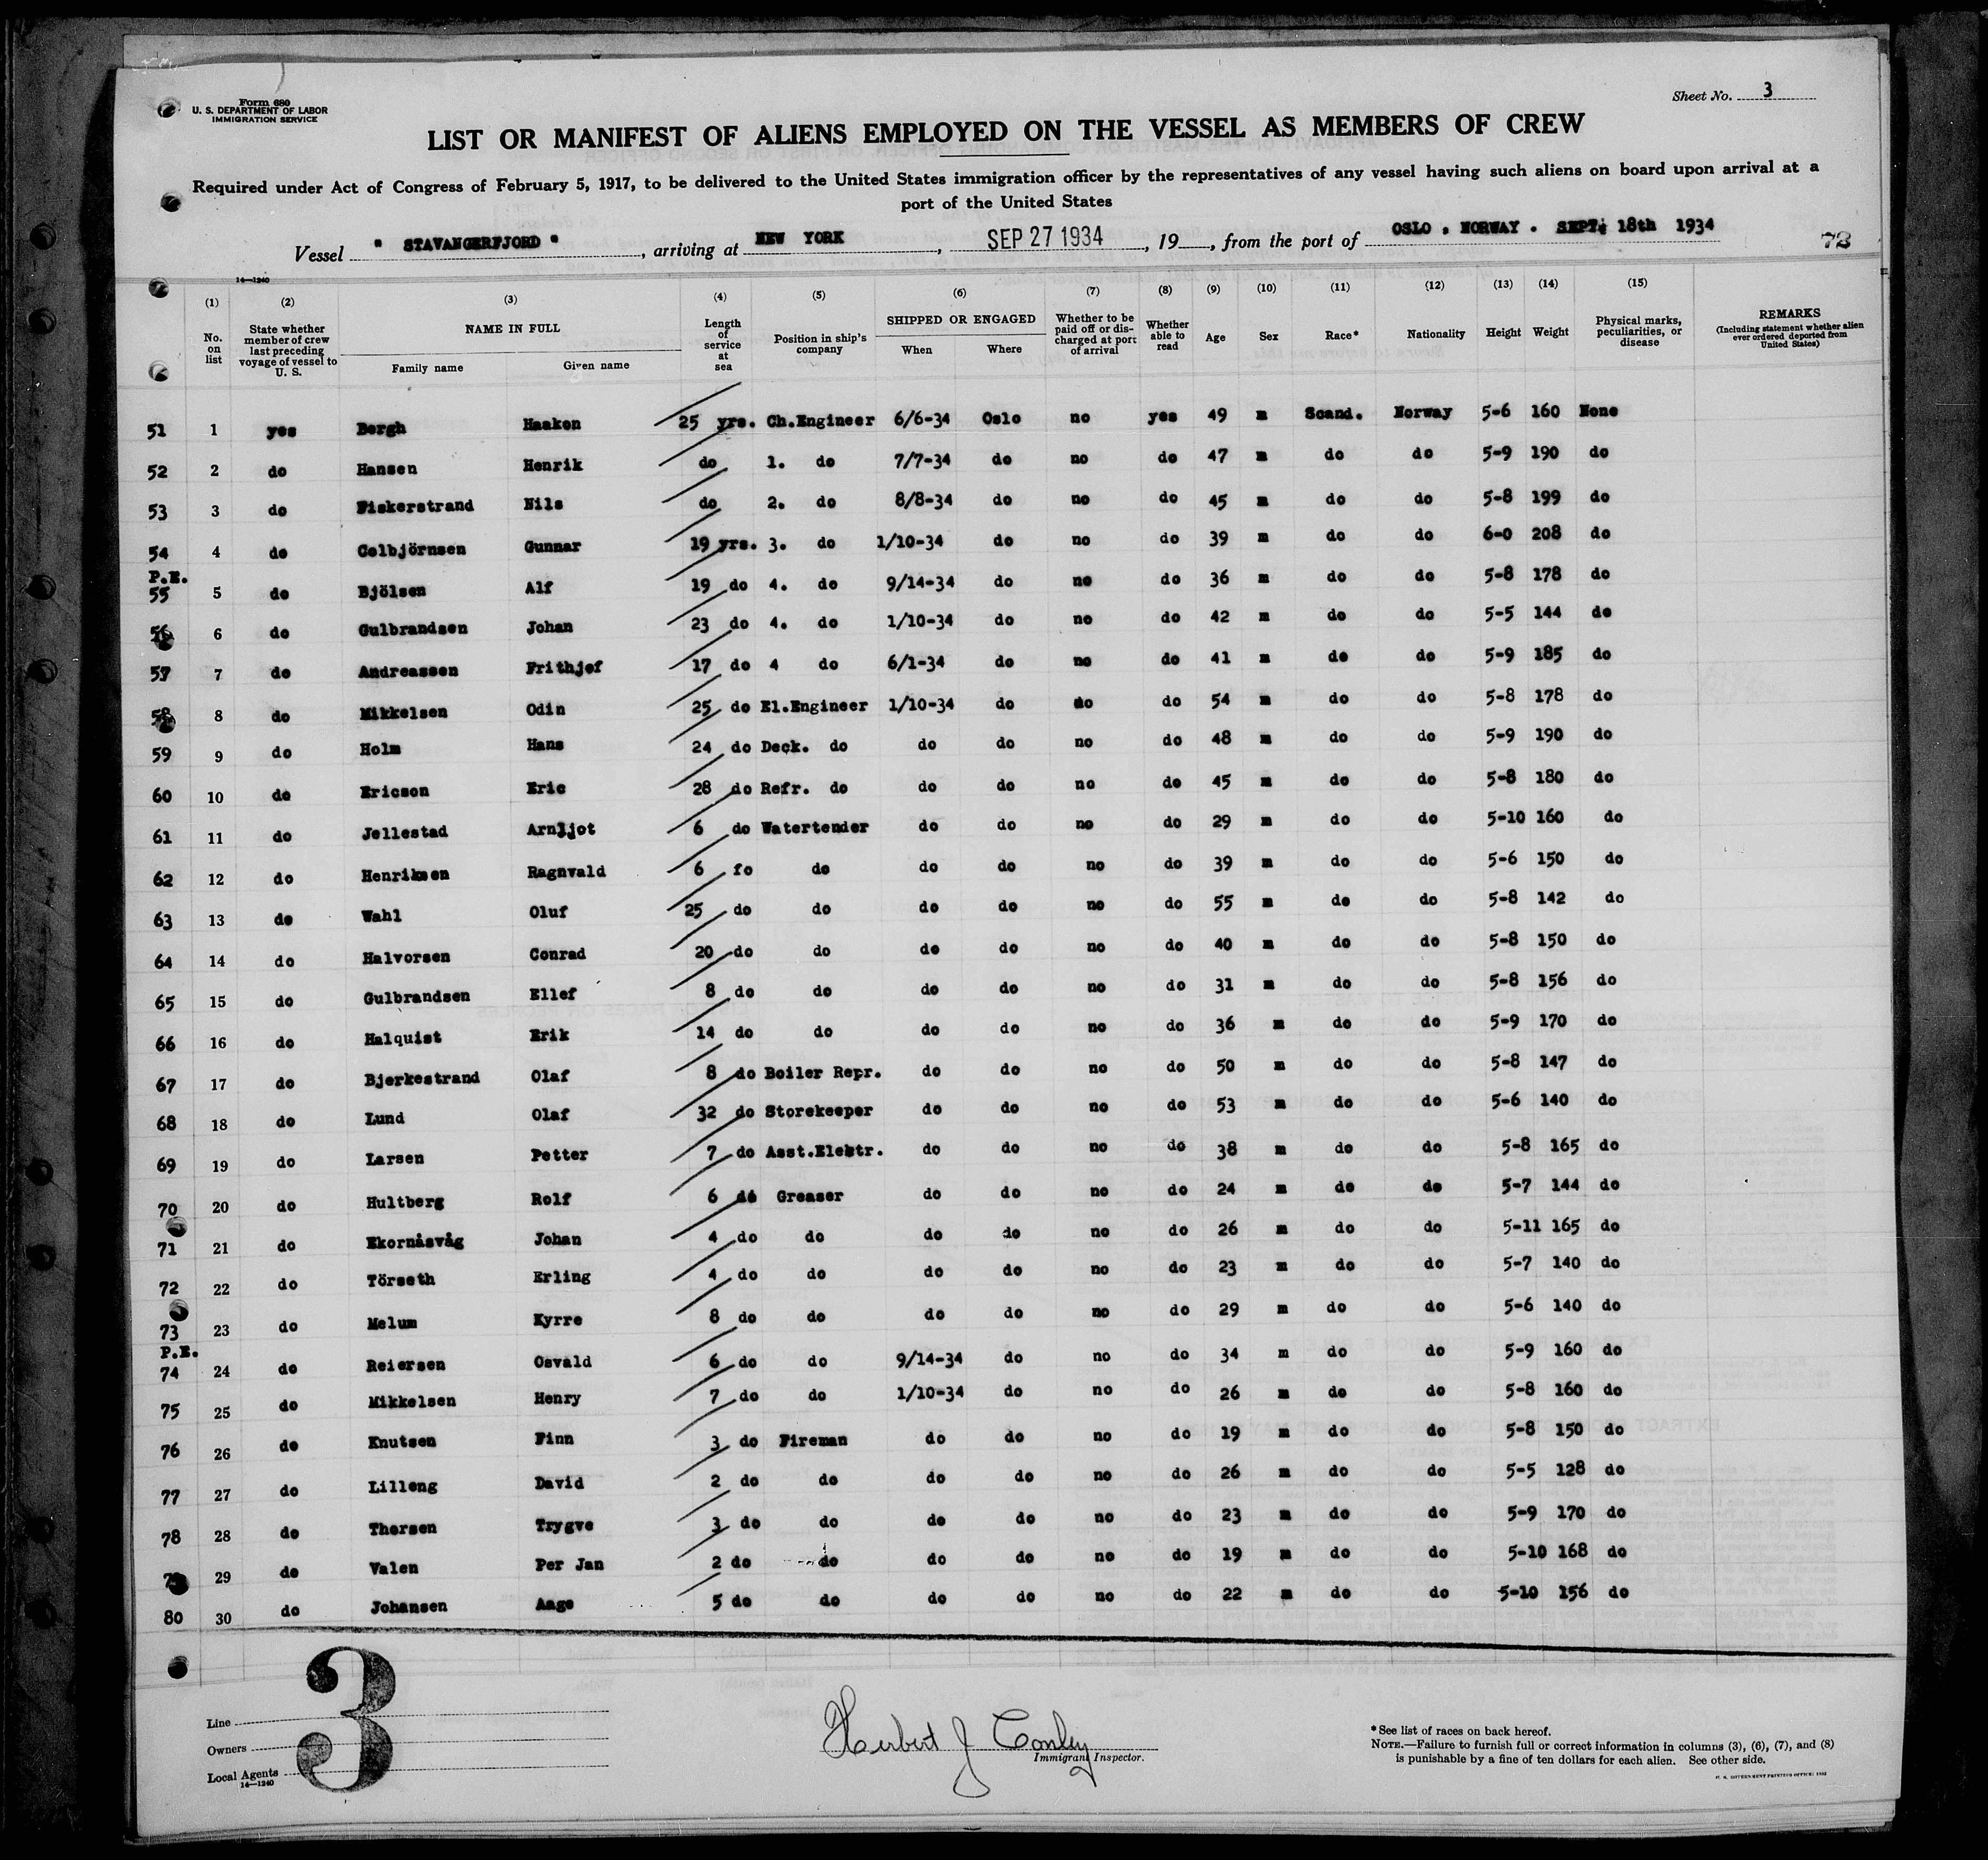 Form 680
U. S. DEPARTMENT OF LABOR
IMMIGRATION SERVICE
Sheet No. 3
LIST OR MANIFEST OF ALIENS EMPLOYED ON THE VESSEL AS MEMBERS OF CREW
Required under Act of Congress of February 5, 1917, to be delivered to the United States immigration officer by the representatives of any vessel having such aliens on board upon arrival at a
port of the United States
Vessel " STAVANGERFJORD ", arriving at NEW YORK, SEP 27 1934, 19__, from the port of OSLO . NORWAY . SEPT. 18th 1934
72
14—1240
(1) (2) (3) (4) (5) (6) (7) (8) (9) (10) (11) (12) (13) (14) (15)
No. on list | State whether member of crew last preceding voyage of vessel to U. S. | NAME IN FULL Family name Given name | Length of service at sea | Position in ship's company | SHIPPED OR ENGAGED When Where | Whether to be paid off or discharged at port of arrival | Whether able to read | Age | Sex | Race* | Nationality | Height | Weight | Physical marks, peculiarities, or disease | REMARKS (Including statement whether alien ever ordered deported from United States)
51 1 yes Bergh Haakon 25 yrs. Ch.Engineer 6/6-34 Oslo no yes 49 m Scand. Norway 5-6 160 None
52 2 do Hansen Henrik do 1. do 7/7-34 do no do 47 m do do 5-9 190 do
53 3 do Fiskerstrand Nils do 2. do 8/8-34 do no do 45 m do do 5-8 199 do
54 4 do Colbjörnsen Gunnar 19 yrs. 3. do 1/10-34 do no do 39 m do do 6-0 208 do
P.E.
55 5 do Bjölsen Alf 19 do 4. do 9/14-34 do no do 36 m do do 5-8 178 do
56 6 do Gulbrandsen Johan 23 do 4. do 1/10-34 do no do 42 m do do 5-5 144 do
57 7 do Andreassen Frithjof 17 do 4 do 6/1-34 do no do 41 m do do 5-9 185 do
58 8 do Mikkelsen Odin 25 do El.Engineer 1/10-34 do no do 54 m do do 5-8 178 do
59 9 do Holm Hans 24 do Deck. do do do no do 48 m do do 5-9 190 do
60 10 do Ericson Eric 28 do Refr. do do do no do 45 m do do 5-8 180 do
61 11 do Jellestad Arnljot 6 do Watertender do do no do 29 m do do 5-10 160 do
62 12 do Henriksen Ragnvald 6 fo do do do no do 39 m do do 5-6 150 do
63 13 do Wahl Oluf 25 do do do do no do 55 m do do 5-8 142 do
64 14 do Halvorsen Conrad 20 do do do do no do 40 m do do 5-8 150 do
65 15 do Gulbrandsen Ellef 8 do do do do no do 31 m do do 5-8 156 do
66 16 do Halquist Erik 14 do do do do no do 36 m do do 5-9 170 do
67 17 do Bjerkestrand Olaf 8 do Boiler Repr. do do no do 50 m do do 5-8 147 do
68 18 do Lund Olaf 32 do Storekeeper do do no do 53 m do do 5-6 140 do
69 19 do Larsen Petter 7 do Asst.Elektr. do do no do 38 m do do 5-8 165 do
70 20 do Hultberg Rolf 6 do Greaser do do no do 24 m do do 5-7 144 do
71 21 do Ekornåsvåg Johan 4 do do do do no do 26 m do do 5-11 165 do
72 22 do Törseth Erling 4 do do do do no do 23 m do do 5-7 140 do
73 23 do Melum Kyrre 8 do do do do no do 29 m do do 5-6 140 do
P.E.
74 24 do Reiersen Osvald 6 do do 9/14-34 do no do 34 m do do 5-9 160 do
75 25 do Mikkelsen Henry 7 do do 1/10-34 do no do 26 m do do 5-8 160 do
76 26 do Knutsen Finn 3 do Fireman do do no do 19 m do do 5-8 150 do
77 27 do Lilleng David 2 do do do do no do 26 m do do 5-5 128 do
78 28 do Thorsen Trygve 3 do do do do no do 23 m do do 5-9 170 do
79 29 do Valen Per Jan 2 do do do do no do 19 m do do 5-10 168 do
80 30 do Johansen Aage 5 do do do do no do 22 m do do 5-10 156 do
3
Line
Owners
Local Agents
14—1240
Herbert J Conley
Immigrant Inspector.
*See list of races on back hereof.
NOTE.—Failure to furnish full or correct information in columns (3), (6), (7), and (8)
is punishable by a fine of ten dollars for each alien. See other side.